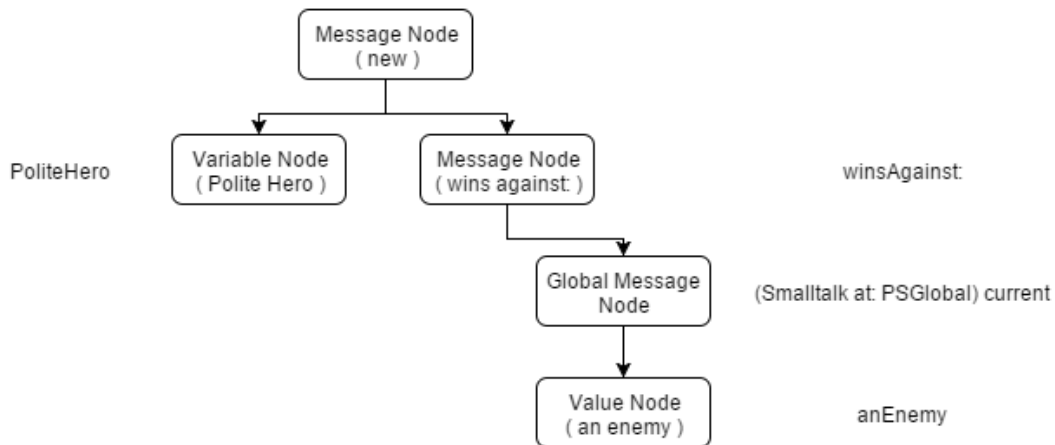 Message Node
( new )
PoliteHero
Variable Node
( Polite Hero )
Message Node
( wins against: )
winsAgainst:
Global Message
Node
(Smalltalk at: PSGlobal) current
Value Node
( an enemy )
anEnemy